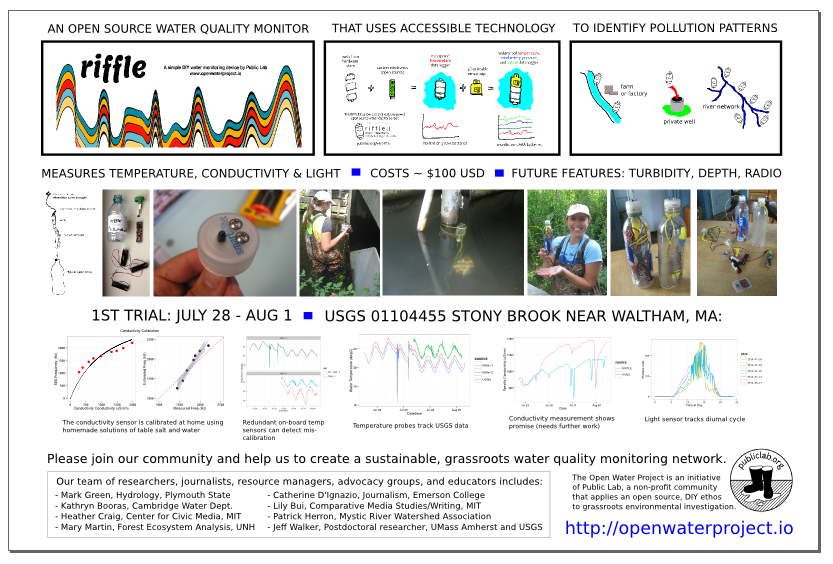 AN OPEN SOURCE WATER QUALITY MONITOR
THAT USES ACCESSIBLE TECHNOLOGY
TO IDENTIFY POLLUTION PATTERNS
riffle
A simple DIY water monitoring device by Public Lab
www.openwaterproject.io
farm
or factory
private well
river network
MEASURES TEMPERATURE, CONDUCTIVITY & LIGHT
COSTS ~ $100 USD
FUTURE FEATURES: TURBIDITY, DEPTH, RADIO
1ST TRIAL: JULY 28 - AUG 1
USGS 01104455 STONY BROOK NEAR WALTHAM, MA:
Conductivity Calibration
The conductivity sensor is calibrated at home using
homemade solutions of table salt and water
Redundant on-board temp
sensors can detect mis-
calibration
Temperature probes track USGS data
Conductivity measurement shows
promise (needs further work)
Light sensor tracks diurnal cycle
Please join our community and help us to create a sustainable, grassroots water quality monitoring network.
Our team of researchers, journalists, resource managers, advocacy groups, and educators includes:
- Mark Green, Hydrology, Plymouth State
- Kathryn Booras, Cambridge Water Dept.
- Heather Craig, Center for Civic Media, MIT
- Mary Martin, Forest Ecosystem Analysis, UNH
- Catherine D'Ignazio, Journalism, Emerson College
- Lily Bui, Comparative Media Studies/Writing, MIT
- Patrick Herron, Mystic River Watershed Association
- Jeff Walker, Postdoctoral researcher, UMass Amherst and USGS
publiclab.org
The Open Water Project is an initiative
of Public Lab, a non-profit community
that applies an open source, DIY ethos
to grassroots environmental investigation.
http://openwaterproject.io